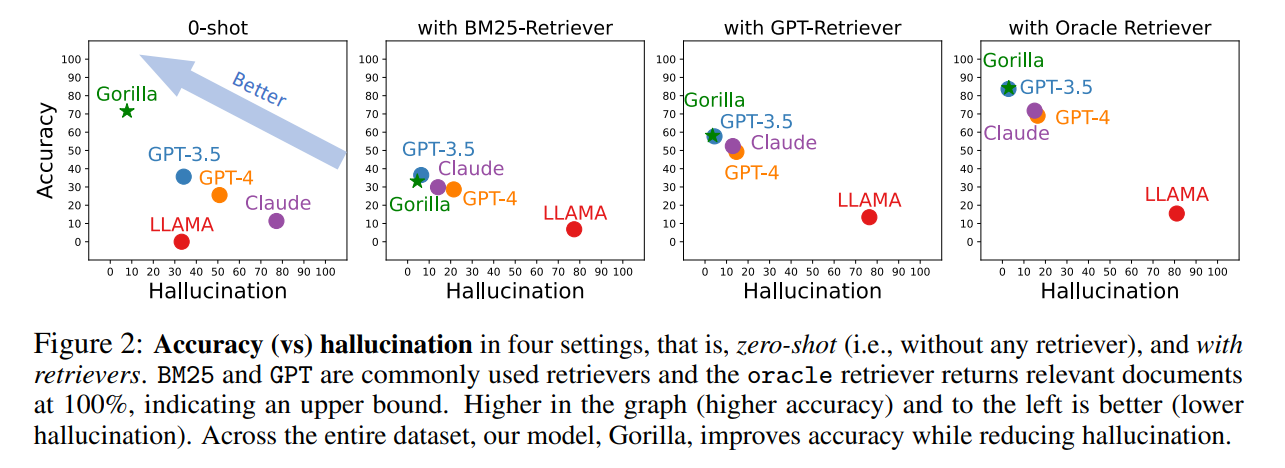 0-shot
with BM25-Retriever
with GPT-Retriever
with Oracle Retriever
Accuracy
100
90
80
70
60
50
40
30
20
10
0
Better
Gorilla
GPT-3.5
GPT-4
Claude
LLAMA
0 10 20 30 40 50 60 70 80 90 100
Hallucination
100
90
80
70
60
50
40
30
20
10
0
GPT-3.5
Claude
Gorilla
GPT-4
LLAMA
0 10 20 30 40 50 60 70 80 90 100
Hallucination
100
90
80
70
60
50
40
30
20
10
0
Gorilla
GPT-3.5
Claude
GPT-4
LLAMA
0 10 20 30 40 50 60 70 80 90 100
Hallucination
100
90
80
70
60
50
40
30
20
10
0
Gorilla
GPT-3.5
GPT-4
Claude
LLAMA
0 10 20 30 40 50 60 70 80 90 100
Hallucination
Figure 2: Accuracy (vs) hallucination in four settings, that is, zero-shot (i.e., without any retriever), and with
retrievers. BM25 and GPT are commonly used retrievers and the oracle retriever returns relevant documents
at 100%, indicating an upper bound. Higher in the graph (higher accuracy) and to the left is better (lower
hallucination). Across the entire dataset, our model, Gorilla, improves accuracy while reducing hallucination.